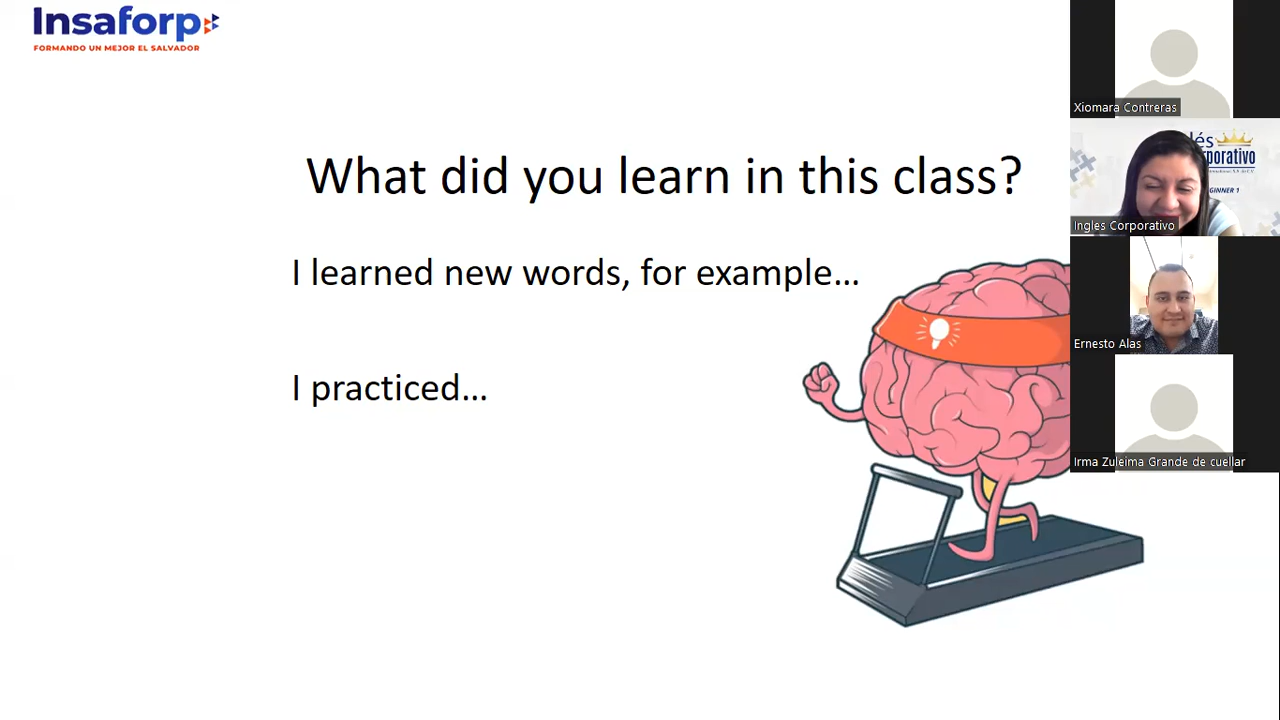 Insaforp
FORMANDO UN MEJOR EL SALVADOR
What did you learn in this class?
I learned new words, for example...
I practiced...
Xiomara Contreras
Ingles Corporativo
Ernesto Alas
Irma Zuleima Grande de cuellar